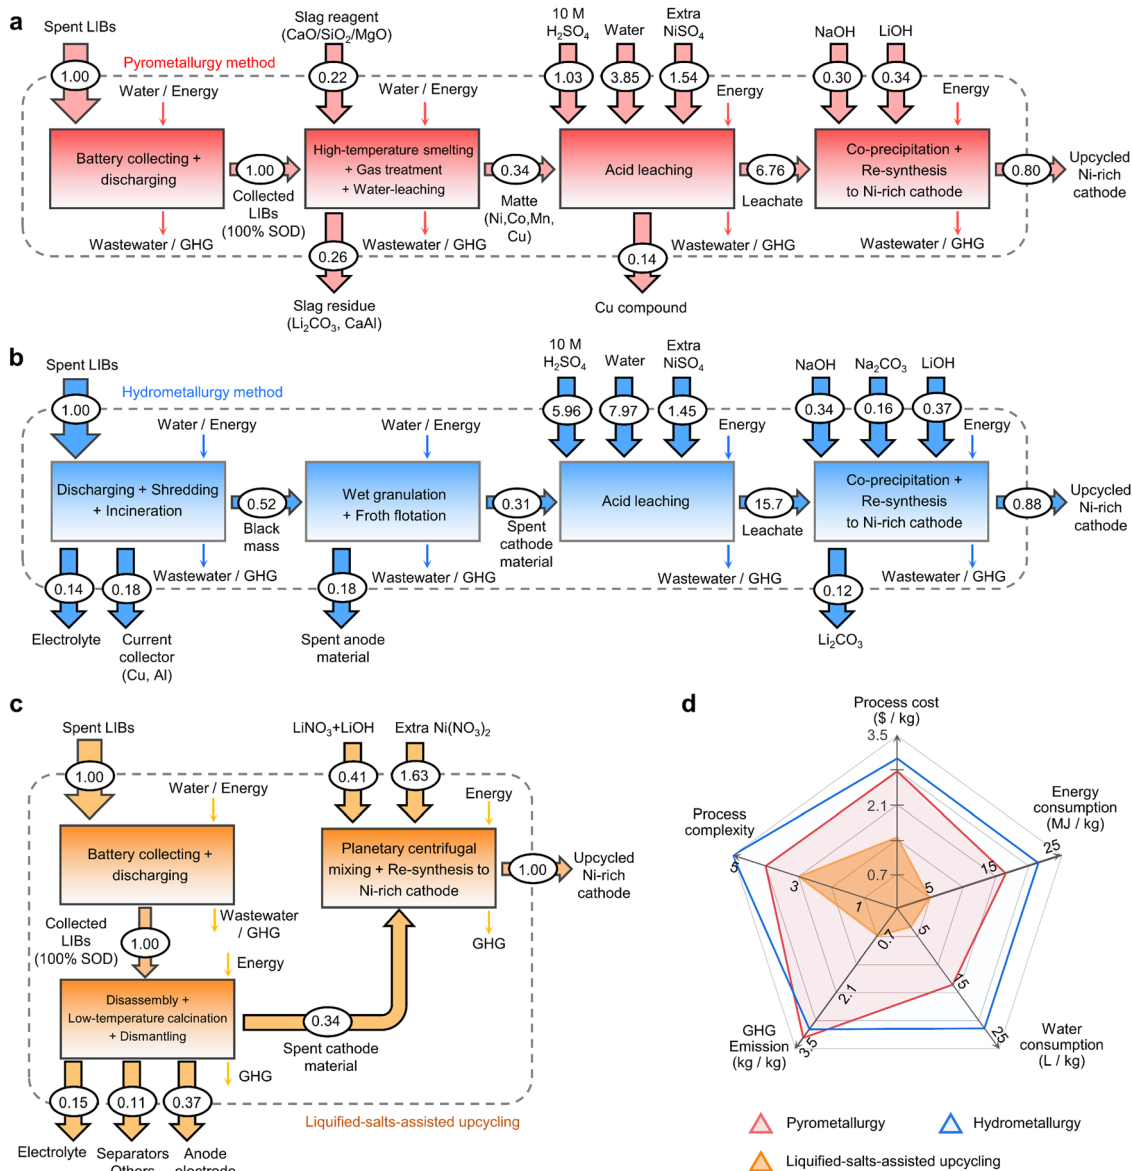 a
Spent LIBs
Slag reagent
(CaO/SiO2/MgO)
10 M
H2SO4
Water
Extra
NiSO4
NaOH
LiOH
1.00
Pyrometallurgy method
0.22
1.03
3.85
1.54
0.30
0.34
Water / Energy
Water / Energy
Energy
Energy
Battery collecting +
discharging
1.00
High-temperature smelting
+ Gas treatment
+ Water-leaching
0.34
Acid leaching
6.76
Co-precipitation +
Re-synthesis
to Ni-rich cathode
0.80
Upcycled
Ni-rich
cathode
Collected
LIBs
(100% SOD)
Matte
(Ni,Co,Mn,
Cu)
Leachate
Wastewater / GHG
Wastewater / GHG
Wastewater / GHG
Wastewater / GHG
0.26
0.14
Slag residue
(Li2CO3, CaAl)
Cu compound
b
Spent LIBs
10 M
H2SO4
Water
Extra
NiSO4
NaOH
Na2CO3
LiOH
1.00
Hydrometallurgy method
5.96
7.97
1.45
0.34
0.16
0.37
Water / Energy
Water / Energy
Energy
Energy
Discharging + Shredding
+ Incineration
0.52
Wet granulation
+ Froth flotation
0.31
Acid leaching
15.7
Co-precipitation +
Re-synthesis
to Ni-rich cathode
0.88
Upcycled
Ni-rich
cathode
Black
mass
Spent
cathode
material
Leachate
Wastewater / GHG
Wastewater / GHG
Wastewater / GHG
Wastewater / GHG
0.14
0.18
0.18
0.12
Electrolyte
Current
collector
(Cu, Al)
Spent anode
material
Li2CO3
c
Spent LIBs
LiNO3+LiOH
Extra Ni(NO3)2
1.00
0.41
1.63
Water / Energy
Energy
Battery collecting +
discharging
Planetary centrifugal
mixing + Re-synthesis to
Ni-rich cathode
1.00
Upcycled
Ni-rich
cathode
Collected
LIBs
(100% SOD)
1.00
Wastewater
/ GHG
GHG
Energy
Disassembly +
Low-temperature calcination
+ Dismantling
0.34
Spent cathode
material
GHG
0.15
0.11
0.37
Liquified-salts-assisted upcycling
Electrolyte
Separators
Others
Anode
electrode
d
Process cost
($ / kg)
3.5
2.1
0.7
Energy
consumption
(MJ / kg)
25
15
5
Process
complexity
5
3
1
GHG
Emission
(kg / kg)
0.7
2.1
3.5
Water
consumption
(L / kg)
5
15
25
Pyrometallurgy
Hydrometallurgy
Liquified-salts-assisted upcycling